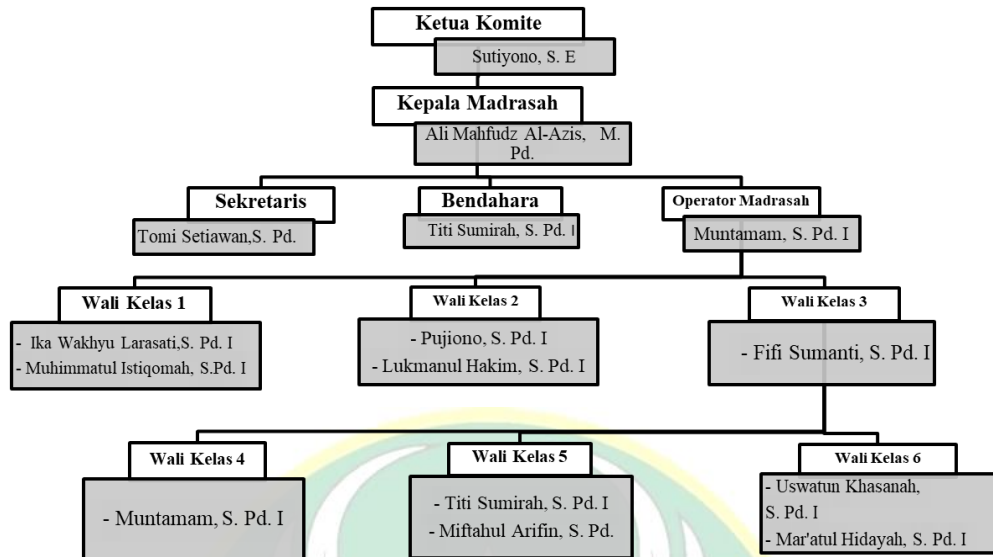 Ketua Komite
Sutiyono, S. E
Kepala Madrasah
Ali Mahfudz Al-Azis, M.
Pd.
Sekretaris
Bendahara
Operator Madrasah
Tomi Setiawan,S. Pd.
Titi Sumirah, S. Pd. I
Muntamam, S. Pd. I
Wali Kelas 1
Wali Kelas 2
Wali Kelas 3
- Ika Wakhyu Larasati,S. Pd. I
- Muhimmatul Istiqomah, S.Pd. I
- Pujiono, S. Pd. I
- Lukmanul Hakim, S. Pd. I
- Fifi Sumanti, S. Pd. I
Wali Kelas 4
Wali Kelas 5
Wali Kelas 6
- Muntamam, S. Pd. I
- Titi Sumirah, S. Pd. I
- Miftahul Arifin, S. Pd.
- Uswatun Khasanah,
S. Pd. I
- Mar'atul Hidayah, S. Pd. I